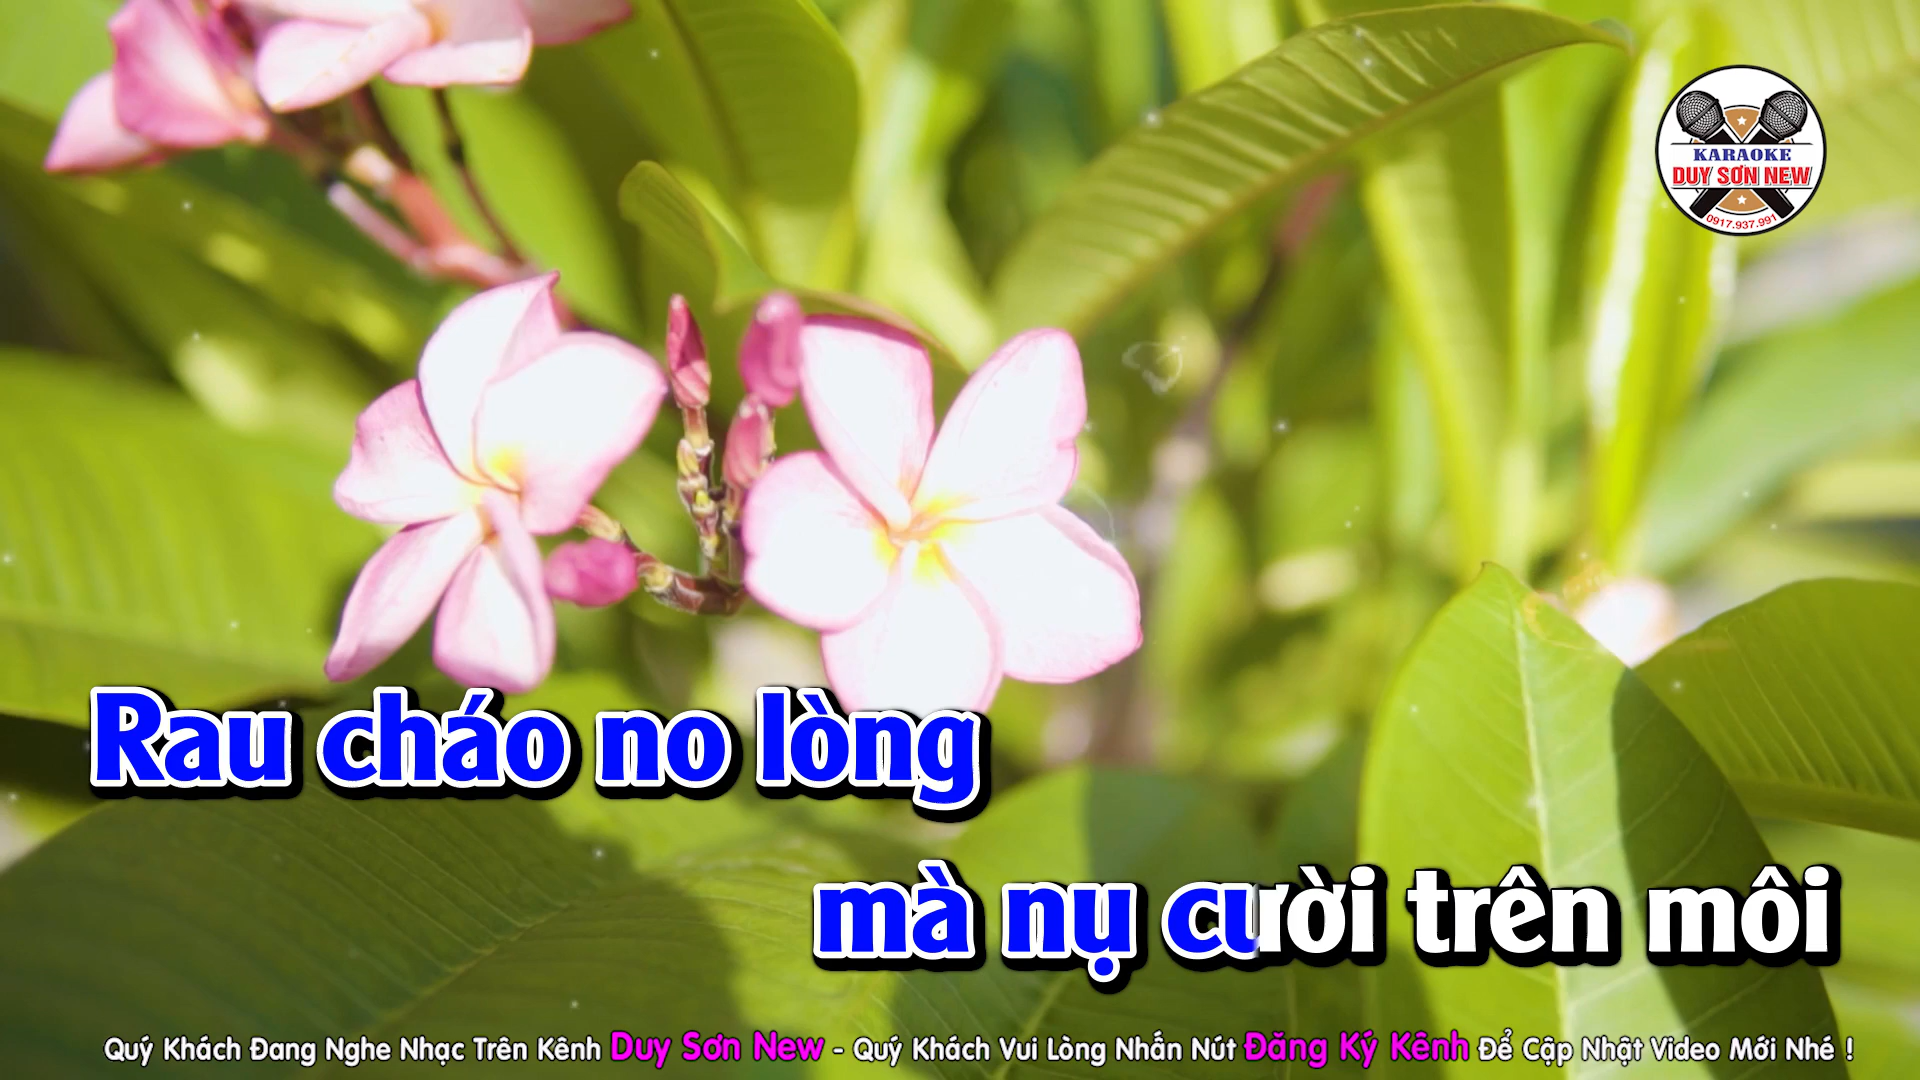 KARAOKE
DUY SƠN NEW
0917.937.991
Rau cháo no lòng
mà nụ cười trên môi
Quý Khách Đang Nghe Nhạc Trên Kênh Duy Sơn New - Quý Khách Vui Lòng Nhấn Nút Đăng Ký Kênh Để Cập Nhật Video Mới Nhé !